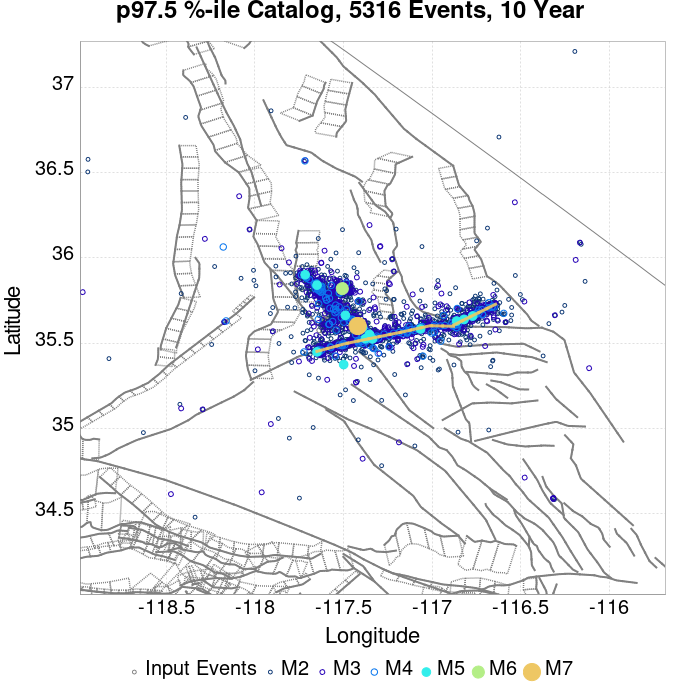 p97.5 %-ile Catalog, 5316 Events, 10 Year
Latitude
37
36.5
36
35.5
35
34.5
-118.5 -118 -117.5 -117 -116.5 -116
Longitude
Input Events M2 M3 M4 M5 M6 M7